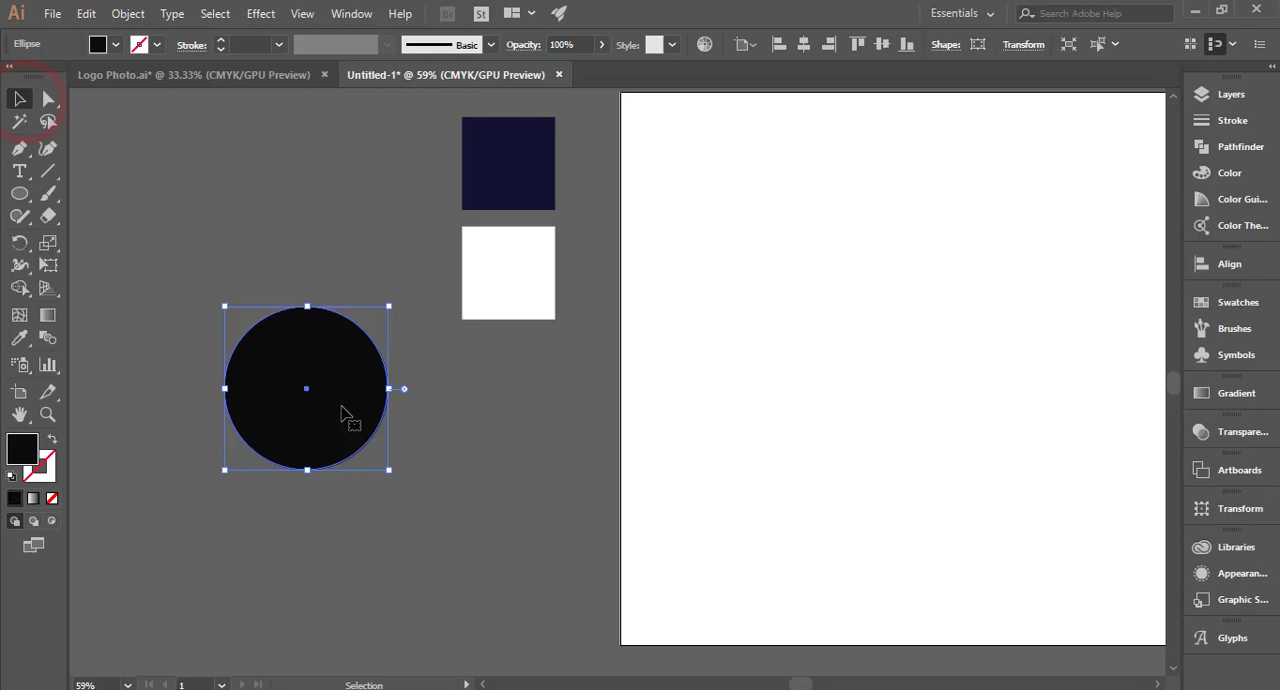 Ai File Edit Object Type Select Effect View Window Help Br St Essentials Search Adobe Help
Ellipse Stroke: Basic Opacity: 100% Style: Shape: Transform
Logo Photo.ai* @ 33.33% (CMYK/GPU Preview) × Untitled-1* @ 59% (CMYK/GPU Preview) ×
Layers
Stroke
Pathfinder
Color
Color Gui...
Color The...
Align
Swatches
Brushes
Symbols
Gradient
Transpare...
Artboards
Transform
Libraries
Appearan...
Graphic S...
Glyphs
59% 1 Selection